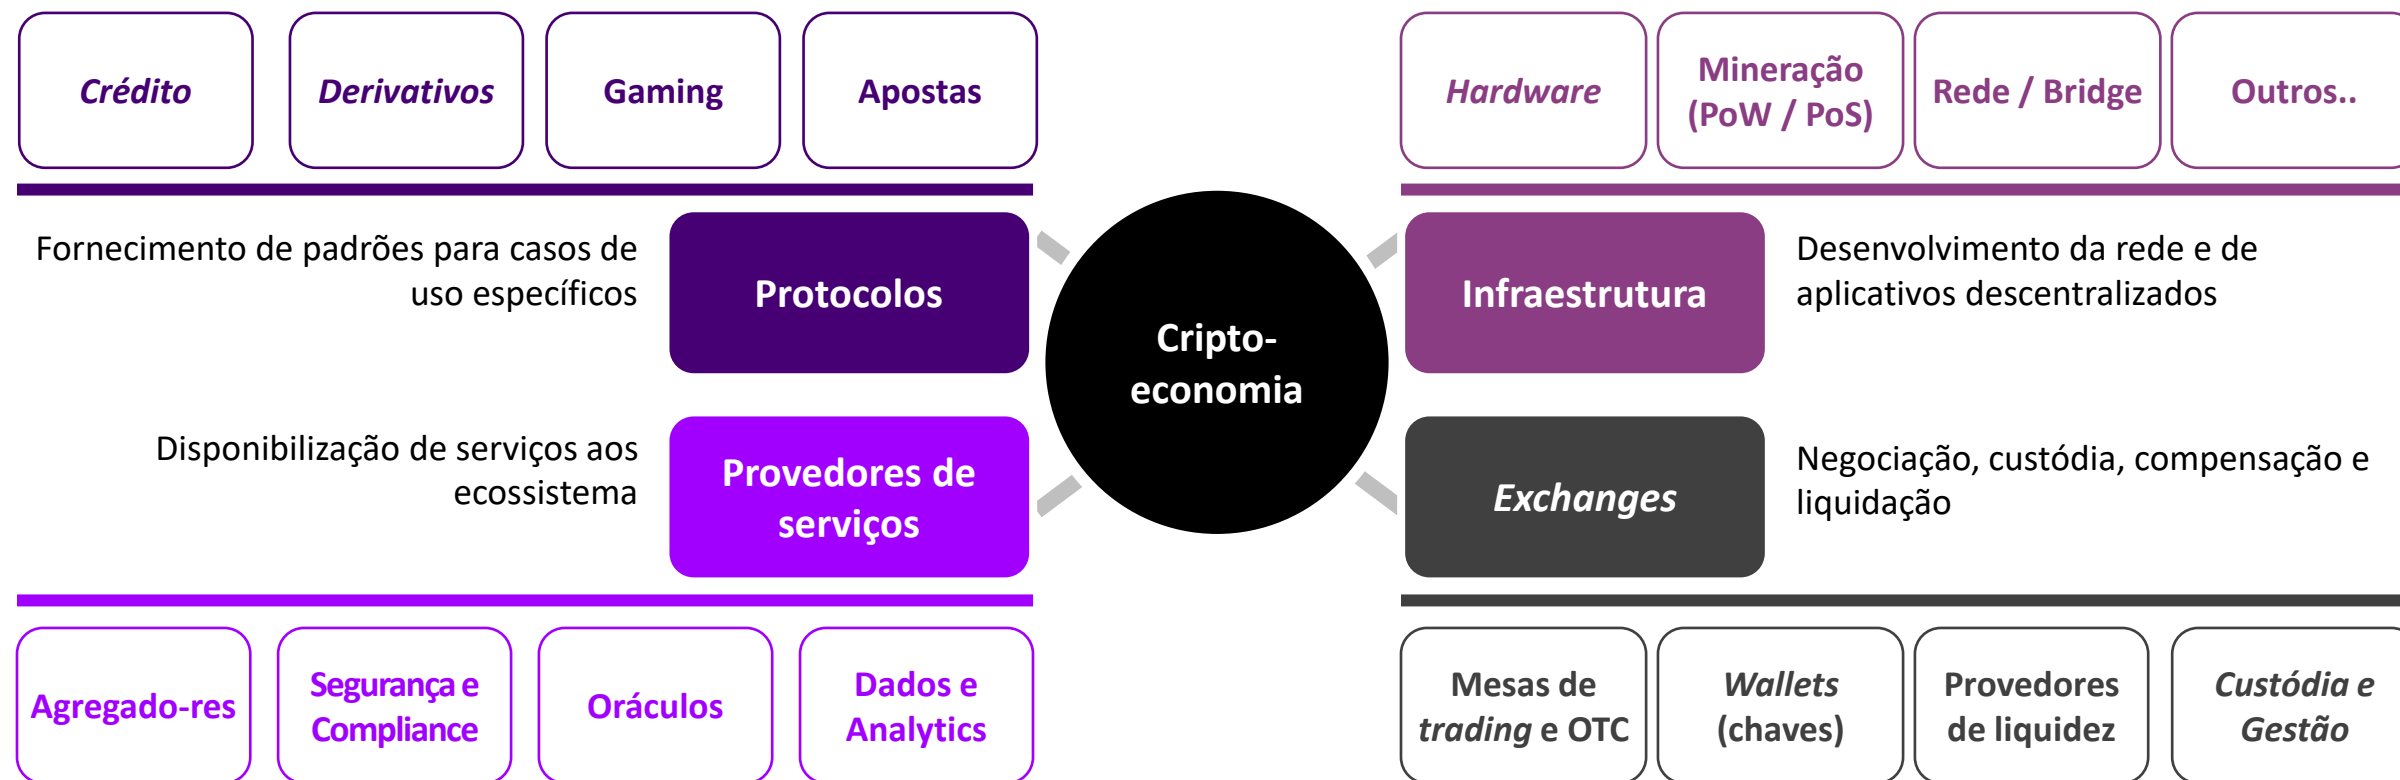 Crédito
Derivativos
Gaming
Apostas
Hardware
Mineração
(PoW / PoS)
Rede / Bridge
Outros..
Fornecimento de padrões para casos de
uso específicos
Protocolos
Cripto-
economia
Infraestrutura
Desenvolvimento da rede e de
aplicativos descentralizados
Disponibilização de serviços aos
ecossistema
Provedores de
serviços
Exchanges
Negociação, custódia, compensação e
liquidação
Agregado-res
Segurança e
Compliance
Oráculos
Dados e
Analytics
Mesas de
trading e OTC
Wallets
(chaves)
Provedores
de liquidez
Custódia e
Gestão